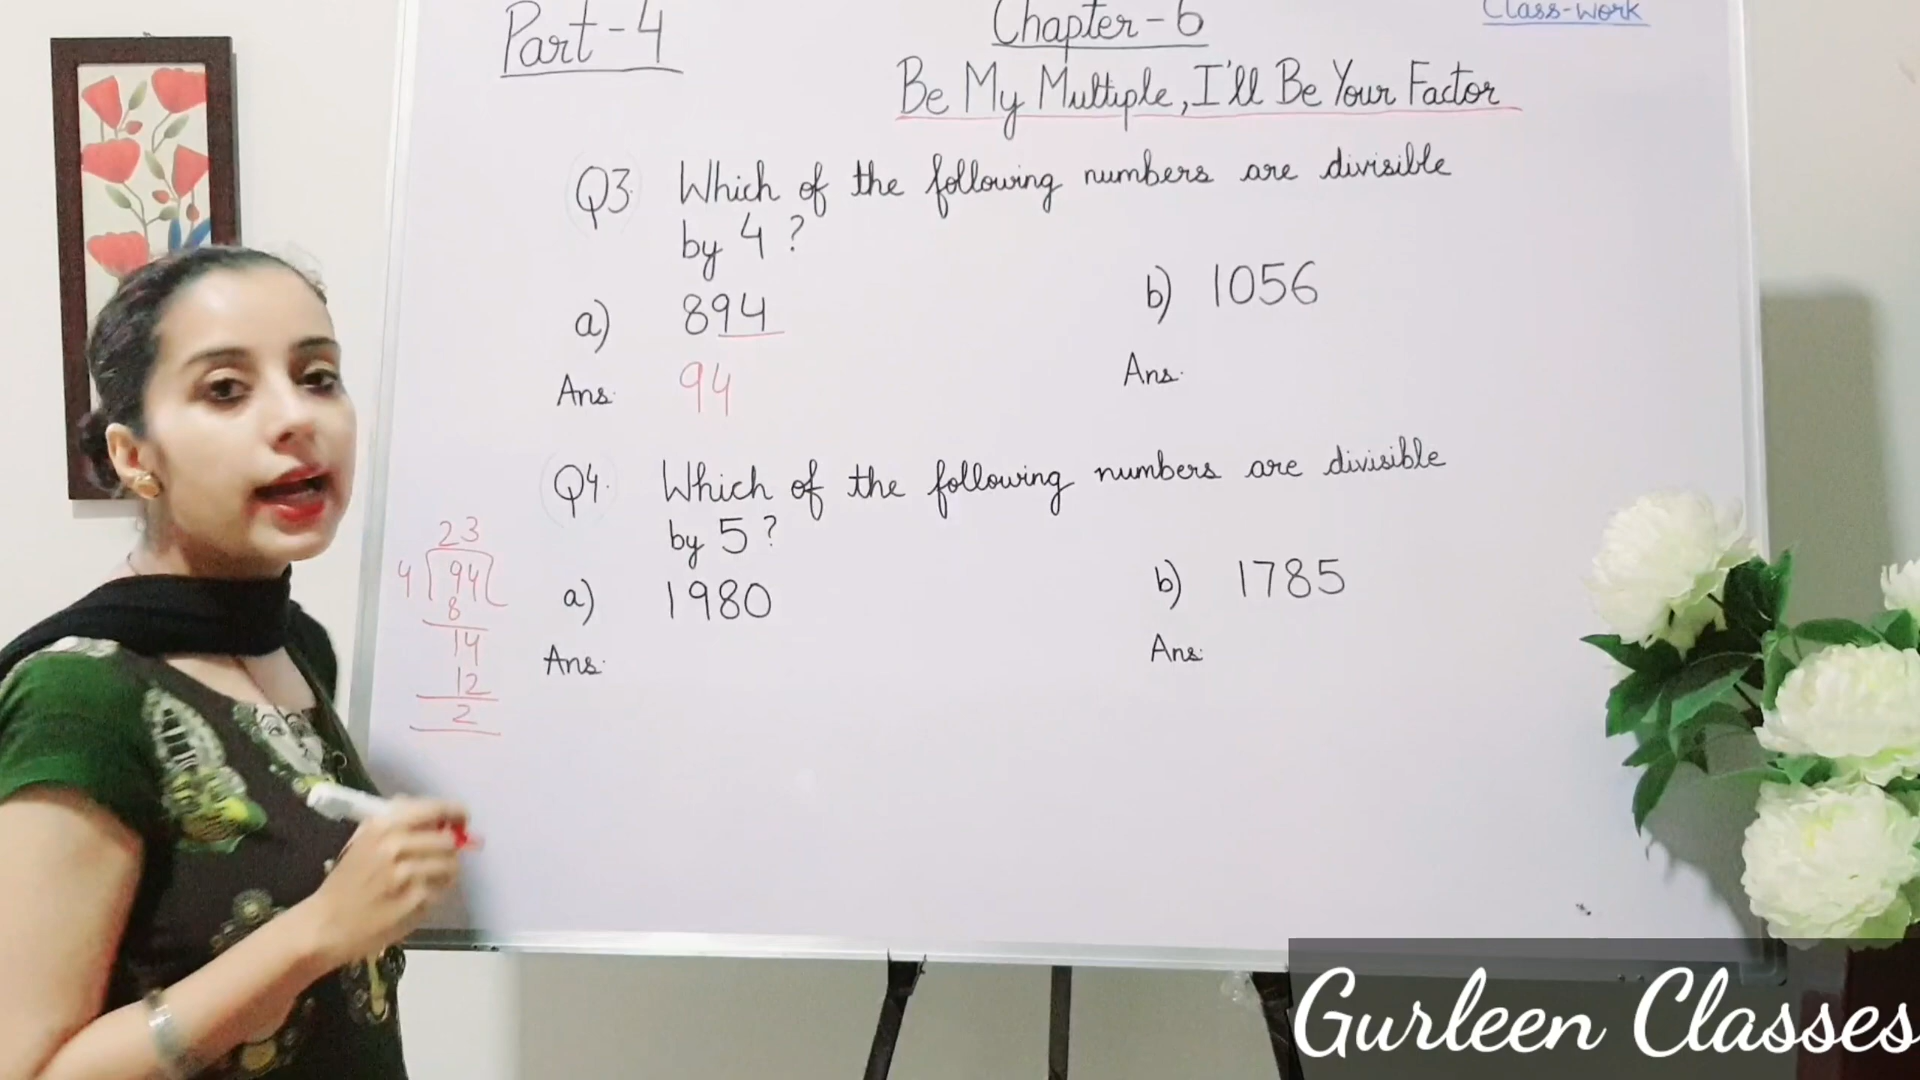 Part-4
Chapter-6
Class-work
Be My Multiple, I'll Be Your Factor
Q3. Which of the following numbers are divisible
by 4 ?
a) 894
b) 1056
Ans. 94
Ans.
Q4. Which of the following numbers are divisible
by 5 ?
a) 1980
b) 1785
Ans.
Ans.
23
4 94
8
14
12
2
Gurleen Classes